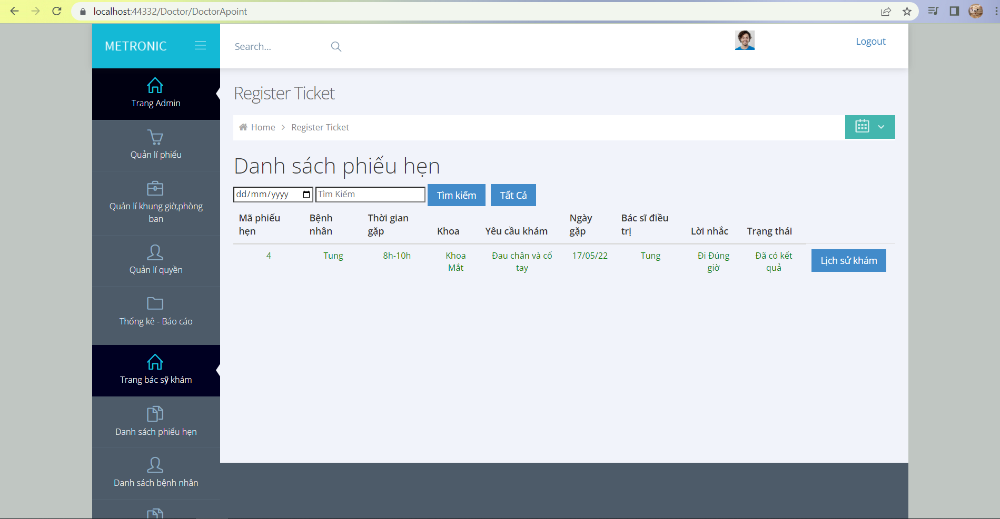 localhost:44332/Doctor/DoctorApoint
METRONIC
Search...
Logout
Trang Admin
Quản lí phiếu
Quản lí khung giờ,phòng
ban
Quản lí quyền
Thống kê - Báo cáo
Trang bác sỹ khám
Danh sách phiếu hẹn
Danh sách bệnh nhân
Register Ticket
Home
Register Ticket
Danh sách phiếu hẹn
dd/mm/yyyy
Tìm Kiếm
Tìm kiếm
Tất Cả
Mã phiếu
hẹn
Bệnh
nhân
Thời gian
gặp
Khoa
Yêu cầu khám
Ngày
gặp
Bác sĩ điều
trị
Lời nhắc
Trạng thái
4
Tung
8h-10h
Khoa
Mắt
Đau chân và cổ
tay
17/05/22
Tung
Đi Đúng
giờ
Đã có kết
quả
Lịch sử khám